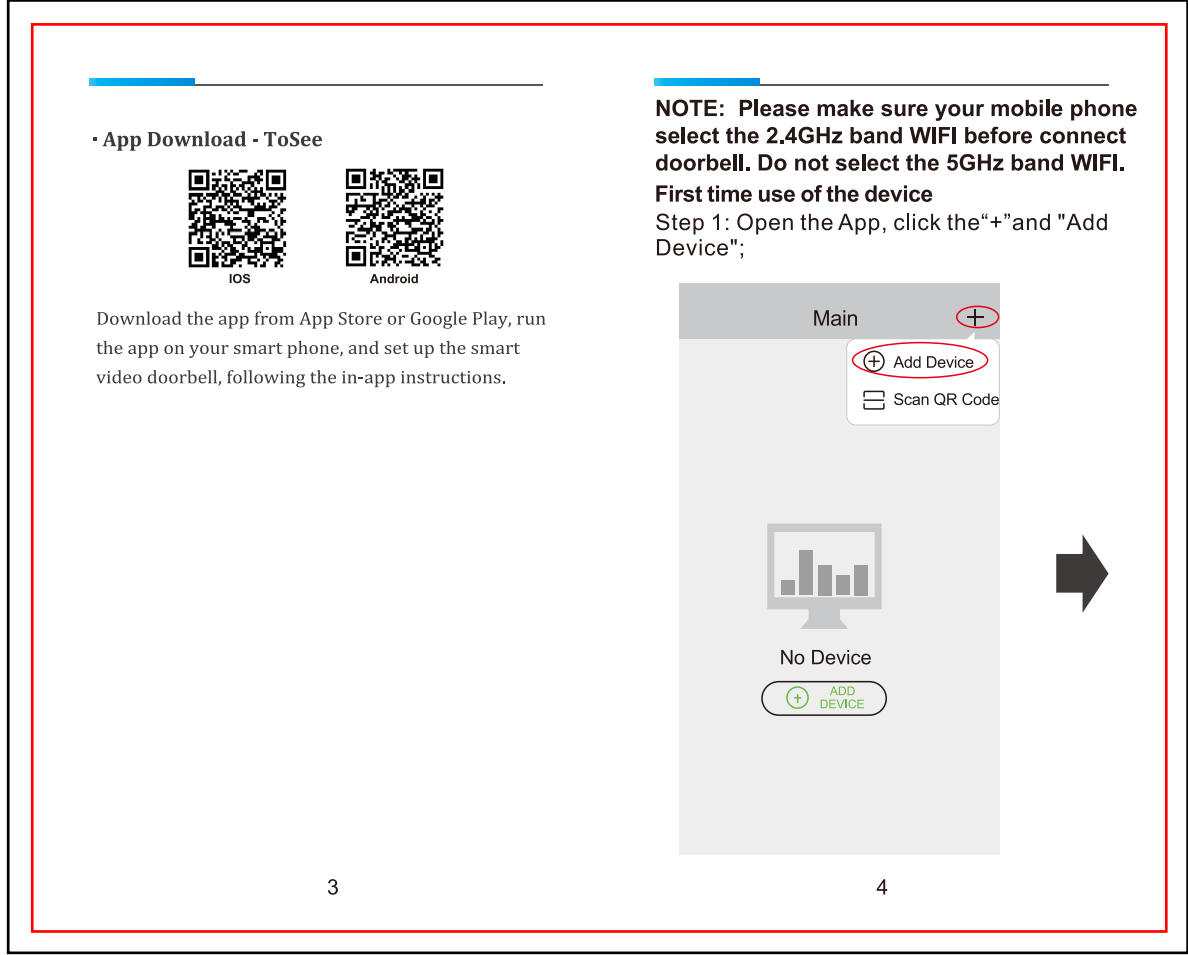 · App Download - ToSee
IOS
Android
Download the app from App Store or Google Play, run
the app on your smart phone, and set up the smart
video doorbell, following the in-app instructions.
3
NOTE: Please make sure your mobile phone
select the 2.4GHz band WIFI before connect
doorbell. Do not select the 5GHz band WIFI.
First time use of the device
Step 1: Open the App, click the“+”and "Add
Device";
Main
Add Device
Scan QR Code
No Device
ADD
DEVICE
4